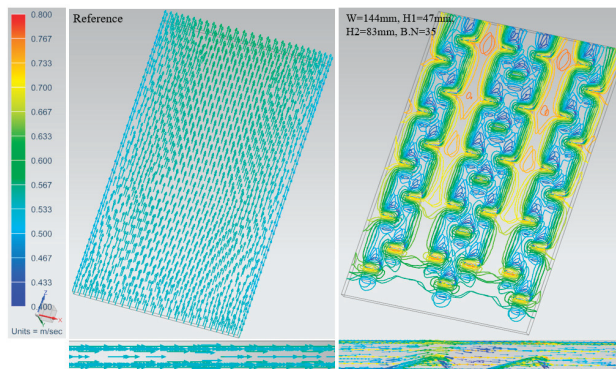 0.800
0.767
0.733
0.700
0.667
0.633
0.600
0.567
0.533
0.500
0.467
0.433
0.400
Z
X
Units = m/sec
Reference
W=144mm, H1=47mm,
H2=83mm, B.N=35